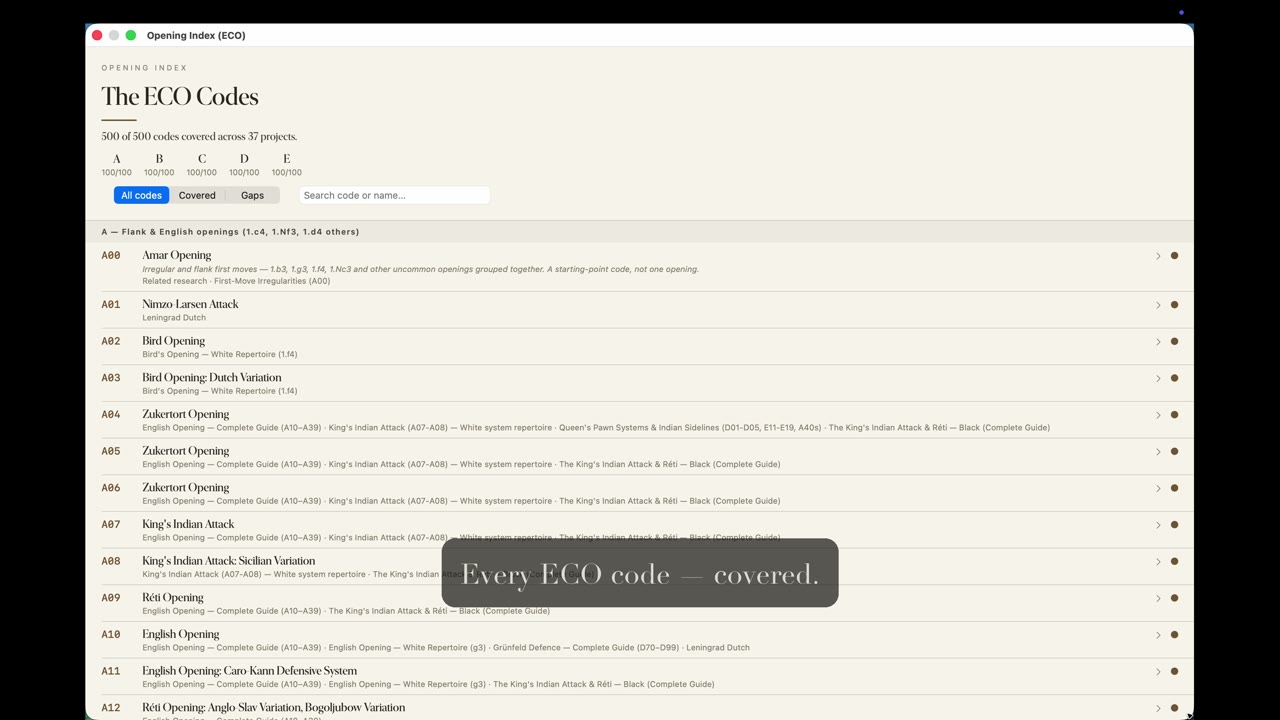 Opening Index (ECO)
OPENING INDEX
The ECO Codes
500 of 500 codes covered across 37 projects.
A B C D E
100/100 100/100 100/100 100/100 100/100
All codes Covered Gaps Search code or name...
A — Flank & English openings (1.c4, 1.Nf3, 1.d4 others)
A00 Amar Opening
Irregular and flank first moves — 1.b3, 1.g3, 1.f4, 1.Nc3 and other uncommon openings grouped together. A starting-point code, not one opening.
Related research · First-Move Irregularities (A00)
A01 Nimzo-Larsen Attack
Leningrad Dutch
A02 Bird Opening
Bird's Opening — White Repertoire (1.f4)
A03 Bird Opening: Dutch Variation
Bird's Opening — White Repertoire (1.f4)
A04 Zukertort Opening
English Opening — Complete Guide (A10–A39) · King's Indian Attack (A07-A08) — White system repertoire · Queen's Pawn Systems & Indian Sidelines (D01-D05, E11-E19, A40s) · The King's Indian Attack & Réti — Black (Complete Guide)
A05 Zukertort Opening
English Opening — Complete Guide (A10–A39) · King's Indian Attack (A07-A08) — White system repertoire · The King's Indian Attack & Réti — Black (Complete Guide)
A06 Zukertort Opening
English Opening — Complete Guide (A10–A39) · King's Indian Attack (A07-A08) — White system repertoire · The King's Indian Attack & Réti — Black (Complete Guide)
A07 King's Indian Attack
English Opening — Complete Guide (A10–A39) · King's Indian Attack (A07-A08) — White system repertoire · The King's Indian Attack & Réti — Black (Complete Guide)
A08 King's Indian Attack: Sicilian Variation
King's Indian Attack (A07-A08) — White system repertoire · The King's Indian
Every ECO code — covered.
A09 Réti Opening
English Opening — Complete Guide (A10–A39) · The King's Indian Attack & Réti — Black (Complete Guide)
A10 English Opening
English Opening — Complete Guide (A10–A39) · English Opening — White Repertoire (g3) · Grünfeld Defence — Complete Guide (D70–D99) · Leningrad Dutch
A11 English Opening: Caro-Kann Defensive System
English Opening — Complete Guide (A10–A39) · English Opening — White Repertoire (g3) · The King's Indian Attack & Réti — Black (Complete Guide)
A12 Réti Opening: Anglo-Slav Variation, Bogoljubow Variation